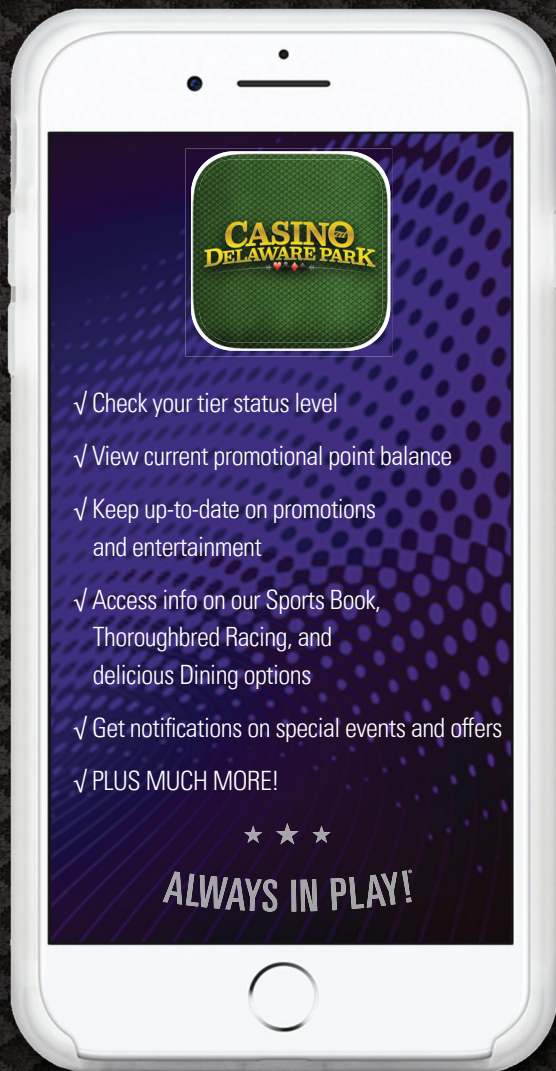 CASINO at
DELAWARE PARK
√ Check your tier status level
√ View current promotional point balance
√ Keep up-to-date on promotions
and entertainment
√ Access info on our Sports Book,
Thoroughbred Racing, and
delicious Dining options
√ Get notifications on special events and offers
√ PLUS MUCH MORE!
ALWAYS IN PLAY!